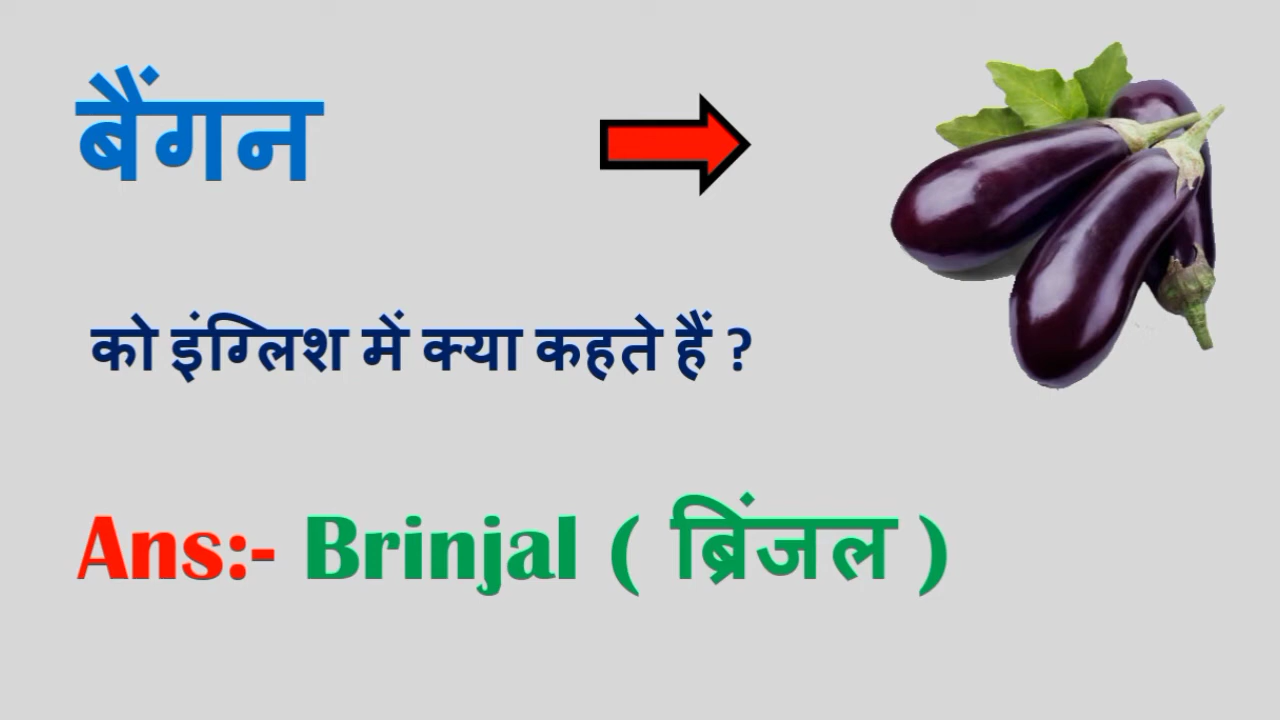 बैंगन
को इंग्लिश में क्या कहते हैं ?
Ans:- Brinjal ( ब्रिंजल )